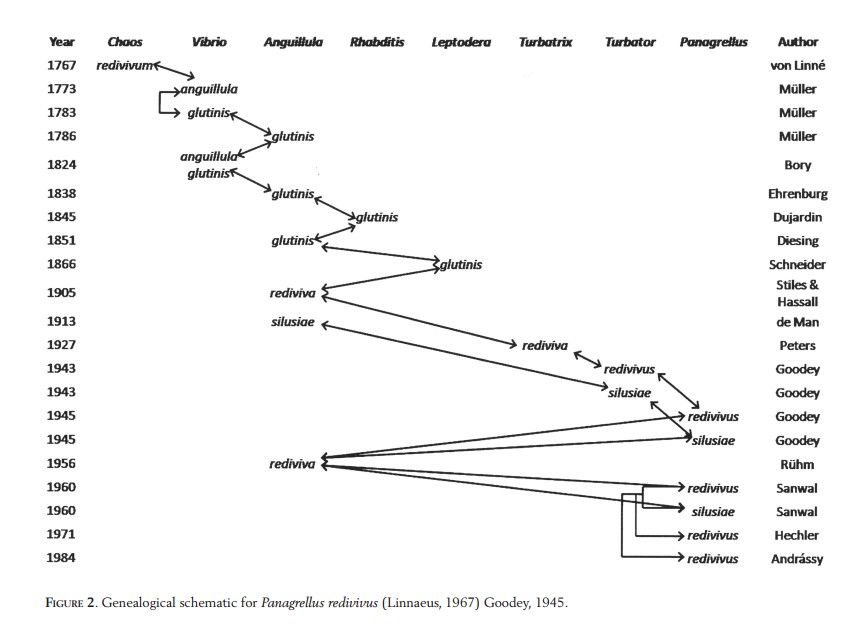 Year Chaos Vibrio Anguillula Rhabditis Leptodera Turbatrix Turbator Panagrellus Author
1767 redivivum von Linné
1773 anguillula Müller
1783 glutinis Müller
1786 glutinis Müller
anguillula
1824 Bory
glutinis
1838 glutinis Ehrenburg
1845 glutinis Dujardin
1851 glutinis Diesing
1866 glutinis Schneider
1905 rediviva Stiles &
Hassall
1913 silusiae de Man
1927 rediviva Peters
1943 redivivus Goodey
1943 silusiae Goodey
1945 redivivus Goodey
1945 silusiae Goodey
1956 rediviva Rühm
1960 redivivus Sanwal
1960 silusiae Sanwal
1971 redivivus Hechler
1984 redivivus Andrássy
FIGURE 2. Genealogical schematic for Panagrellus redivivus (Linnaeus, 1967) Goodey, 1945.